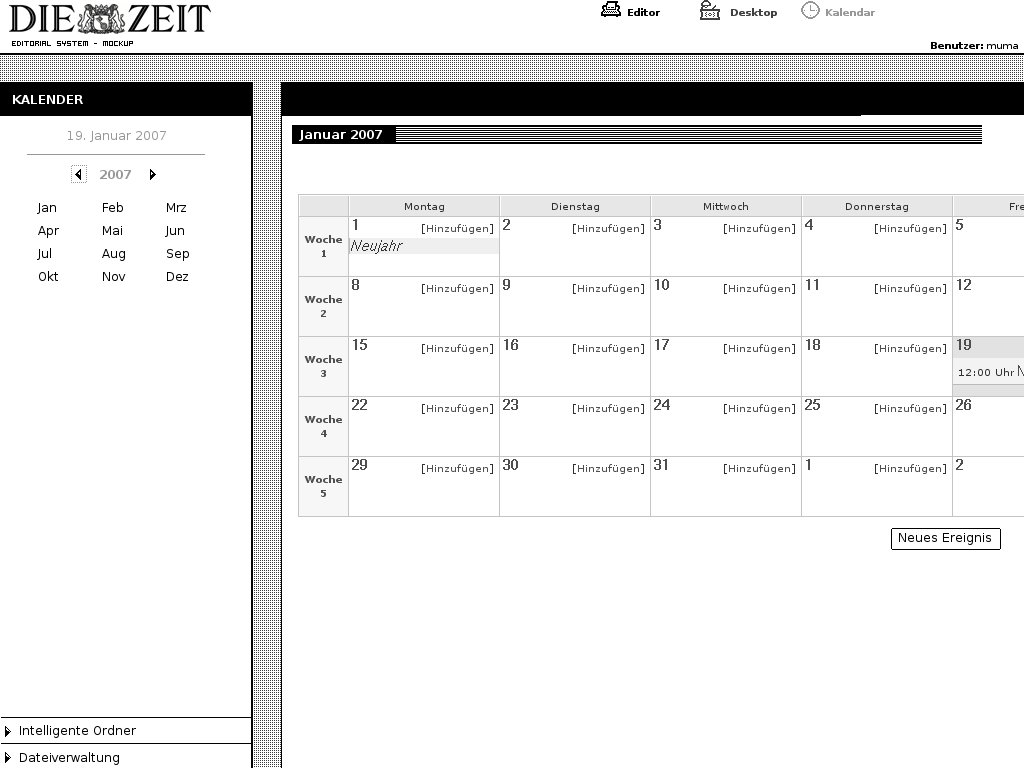 DIE ZEIT
EDITORIAL SYSTEM - MOCKUP
Editor Desktop Kalendar
Benutzer: muma
KALENDER
19. Januar 2007
2007
Jan Feb Mrz
Apr Mai Jun
Jul Aug Sep
Okt Nov Dez
Intelligente Ordner
Dateiverwaltung
Januar 2007
Montag Dienstag Mittwoch Donnerstag Fre
Woche 1
1 [Hinzufügen] 2 [Hinzufügen] 3 [Hinzufügen] 4 [Hinzufügen] 5
Neujahr
Woche 2
8 [Hinzufügen] 9 [Hinzufügen] 10 [Hinzufügen] 11 [Hinzufügen] 12
Woche 3
15 [Hinzufügen] 16 [Hinzufügen] 17 [Hinzufügen] 18 [Hinzufügen] 19
12:00 Uhr
Woche 4
22 [Hinzufügen] 23 [Hinzufügen] 24 [Hinzufügen] 25 [Hinzufügen] 26
Woche 5
29 [Hinzufügen] 30 [Hinzufügen] 31 [Hinzufügen] 1 [Hinzufügen] 2
Neues Ereignis